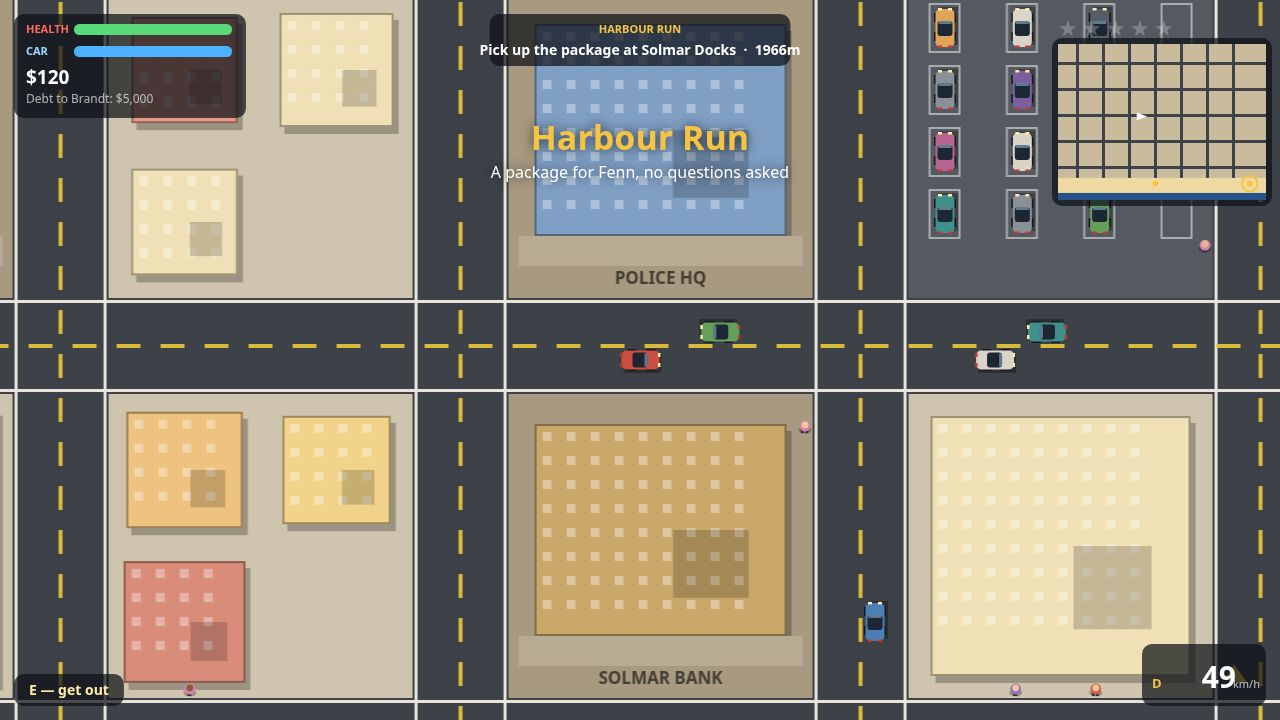 HEALTH
CAR
$120
Debt to Brandt: $5,000
HARBOUR RUN
Pick up the package at Solmar Docks · 1966m
Harbour Run
A package for Fenn, no questions asked
POLICE HQ
SOLMAR BANK
E — get out
D 49 km/h